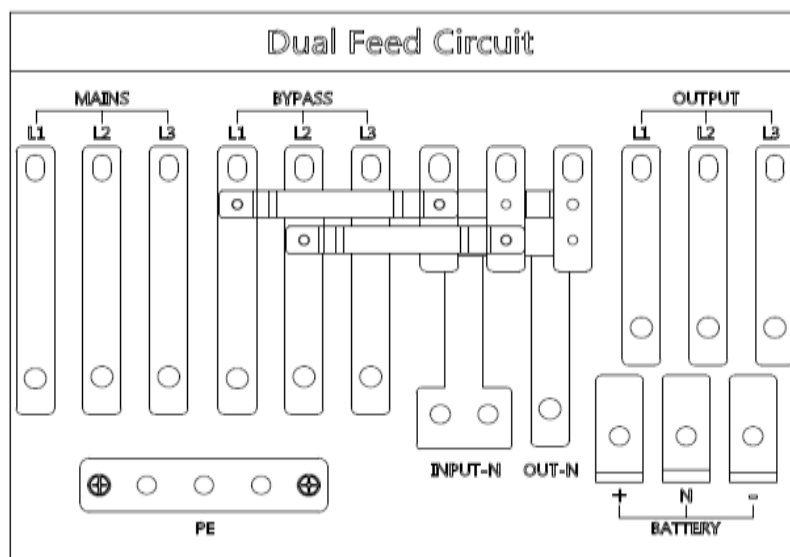 Dual Feed Circuit
MAINS BYPASS OUTPUT
L1 L2 L3 L1 L2 L3 L1 L2 L3
INPUT-N OUT-N
+ N -
PE BATTERY